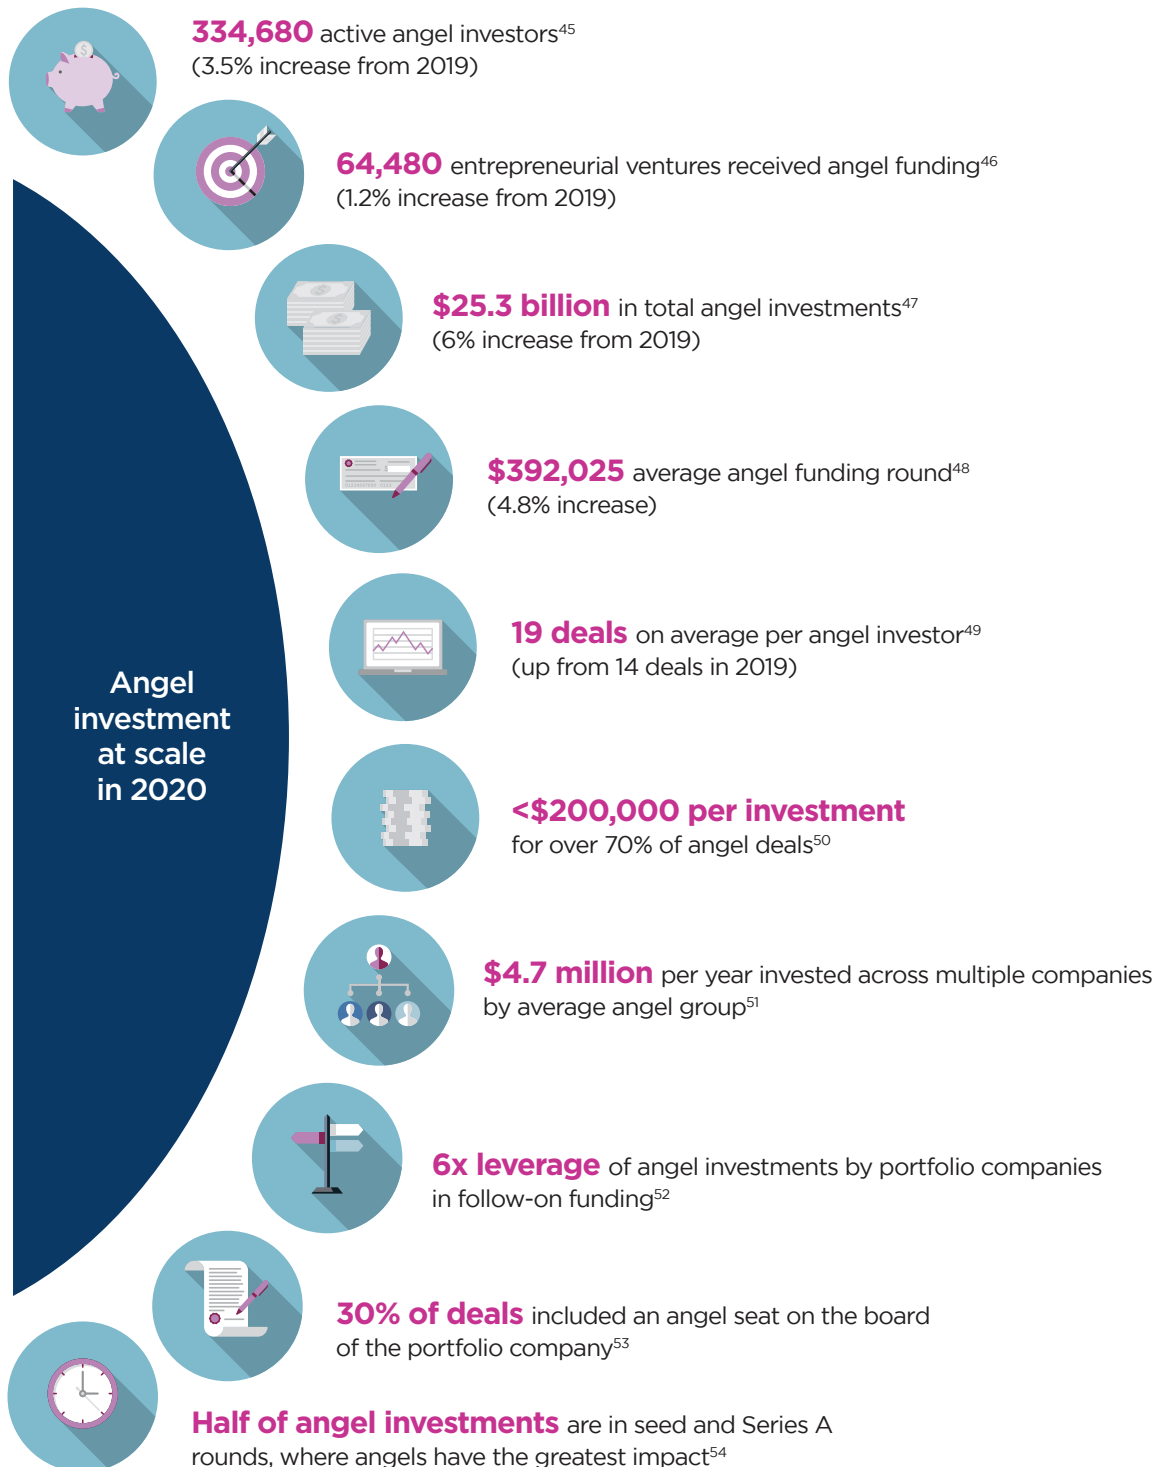 334,680 active angel investors45
(3.5% increase from 2019)
64,480 entrepreneurial ventures received angel funding46
(1.2% increase from 2019)
$25.3 billion in total angel investments47
(6% increase from 2019)
$392,025 average angel funding round48
(4.8% increase)
19 deals on average per angel investor49
(up from 14 deals in 2019)
Angel
investment
at scale
in 2020
<$200,000 per investment
for over 70% of angel deals50
$4.7 million per year invested across multiple companies
by average angel group51
6x leverage of angel investments by portfolio companies
in follow-on funding52
30% of deals included an angel seat on the board
of the portfolio company53
Half of angel investments are in seed and Series A
rounds, where angels have the greatest impact54